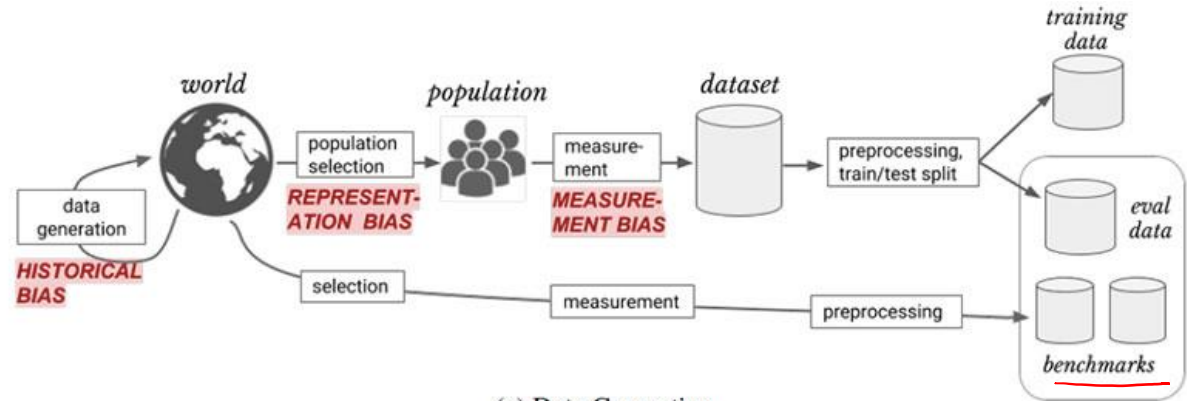 training
data
world
population
dataset
population
selection
measure-
ment
preprocessing,
train/test split
REPRESENT-
ATION BIAS
MEASURE-
MENT BIAS
data
generation
eval
data
HISTORICAL
BIAS
selection
measurement
preprocessing
benchmarks